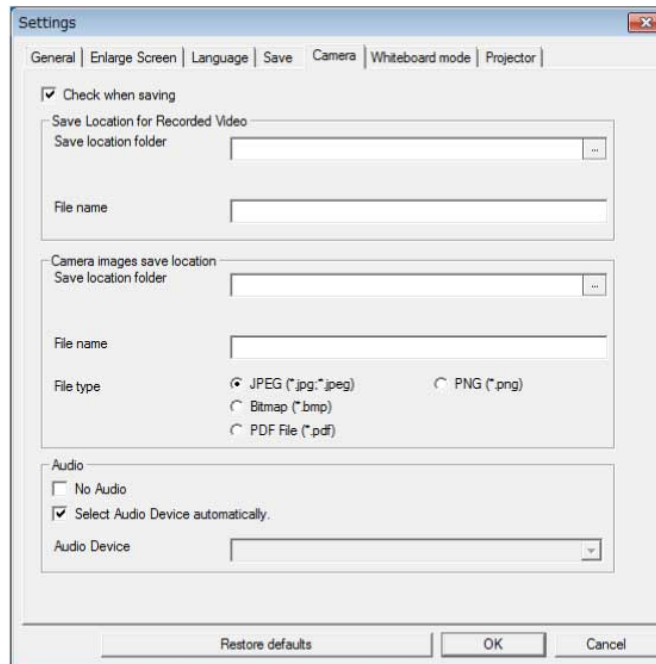 Settings
General Enlarge Screen Language Save Camera Whiteboard mode Projector
Check when saving
Save Location for Recorded Video
Save location folder
...
File name
Camera images save location
Save location folder
...
File name
File type
JPEG (*.jpg;*.jpeg) PNG (*.png)
Bitmap (*.bmp)
PDF File (*.pdf)
Audio
No Audio
Select Audio Device automatically.
Audio Device
Restore defaults OK Cancel